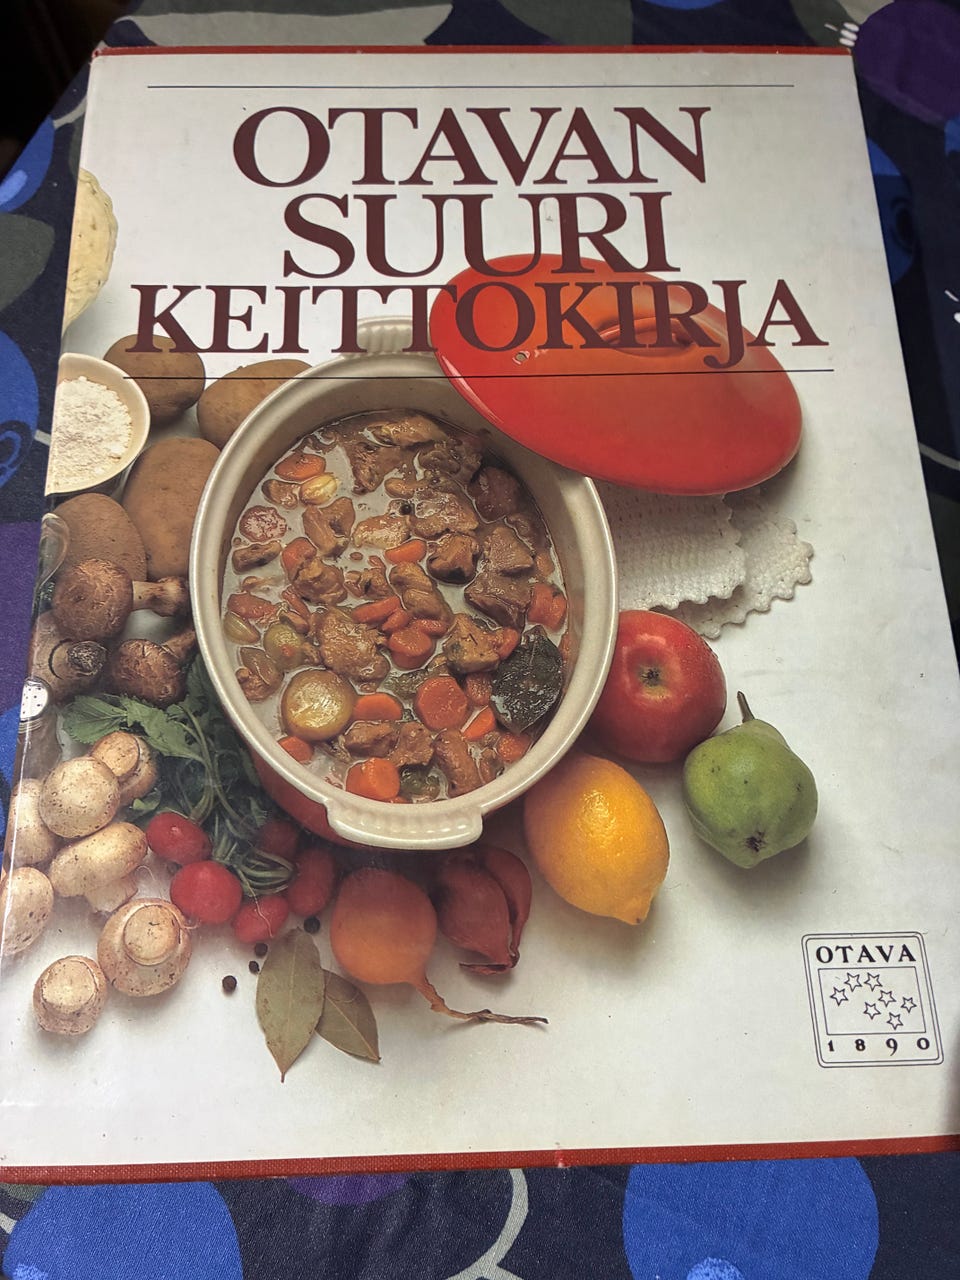 OTAVAN
SUURI
KEITTOKIRJA
OTAVA
1890